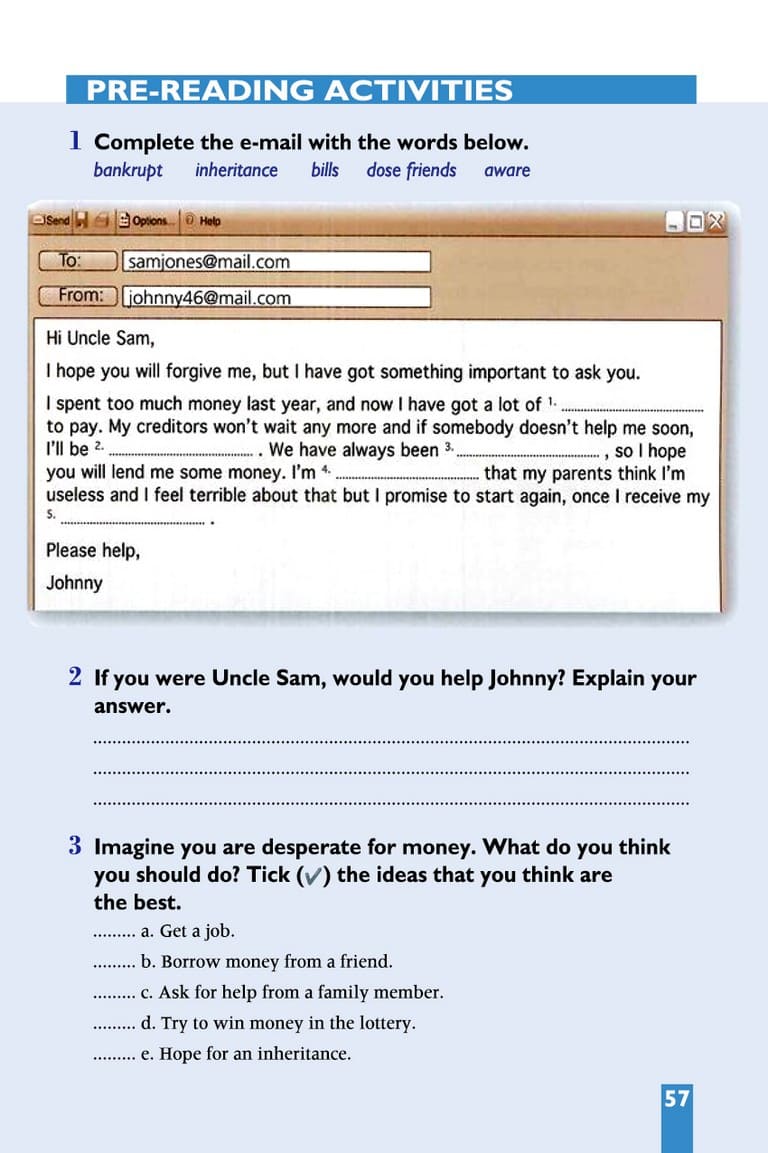 PRE-READING ACTIVITIES
1 Complete the e-mail with the words below.
bankrupt inheritance bills dose friends aware
Send Options... Help
To: samjones@mail.com
From: johnny46@mail.com
Hi Uncle Sam,
I hope you will forgive me, but I have got something important to ask you.
I spent too much money last year, and now I have got a lot of 1. ........................................
to pay. My creditors won't wait any more and if somebody doesn't help me soon,
I'll be 2. ........................................ . We have always been 3. ........................................ , so I hope
you will lend me some money. I'm 4. ........................................ that my parents think I'm
useless and I feel terrible about that but I promise to start again, once I receive my
5. ........................................ .
Please help,
Johnny
2 If you were Uncle Sam, would you help Johnny? Explain your
answer.
3 Imagine you are desperate for money. What do you think
you should do? Tick (✓) the ideas that you think are
the best.
......... a. Get a job.
......... b. Borrow money from a friend.
......... c. Ask for help from a family member.
......... d. Try to win money in the lottery.
......... e. Hope for an inheritance.
57